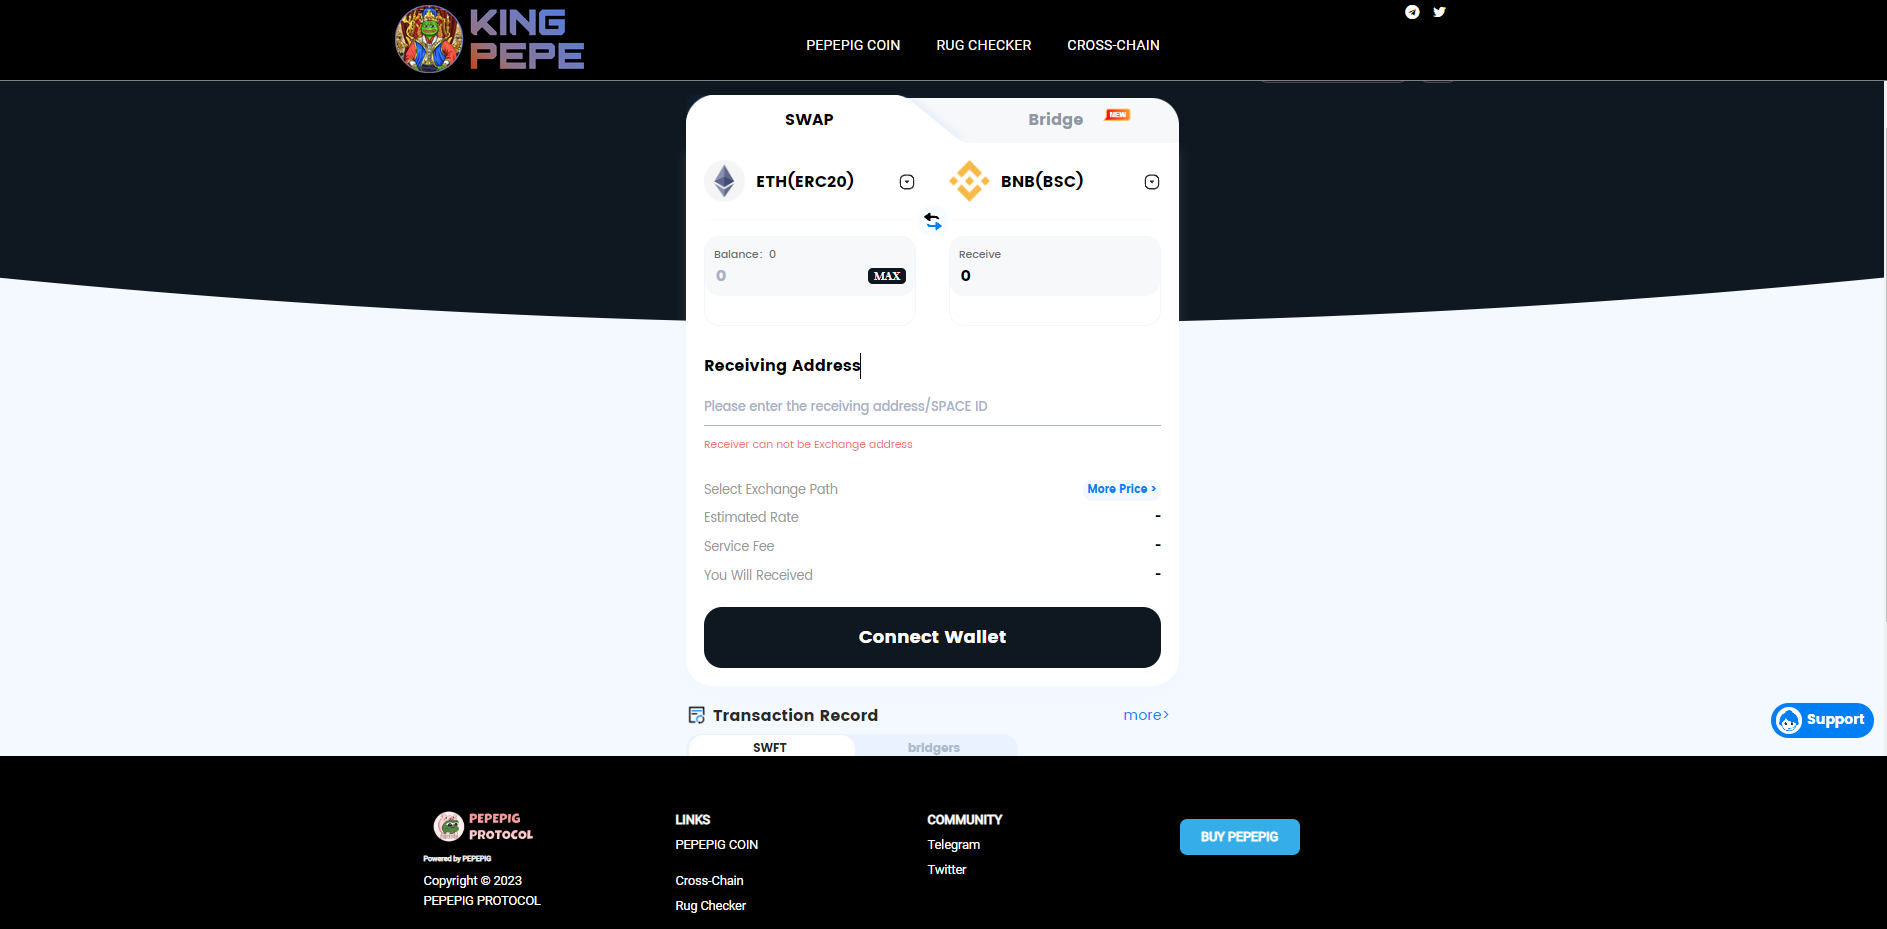 KING
PEPE
PEPEPIG COIN
RUG CHECKER
CROSS-CHAIN
SWAP
Bridge
NEW
ETH(ERC20)
BNB(BSC)
Balance: 0
0
MAX
Receive
0
Receiving Address
Please enter the receiving address/SPACE ID
Receiver can not be Exchange address
Select Exchange Path
More Price >
Estimated Rate
-
Service Fee
-
You Will Received
-
Connect Wallet
Transaction Record
more>
SWFT
bridgers
Support
PEPEPIG
PROTOCOL
Powered by PEPEPIG
Copyright © 2023
PEPEPIG PROTOCOL
LINKS
PEPEPIG COIN
Cross-Chain
Rug Checker
COMMUNITY
Telegram
Twitter
BUY PEPEPIG